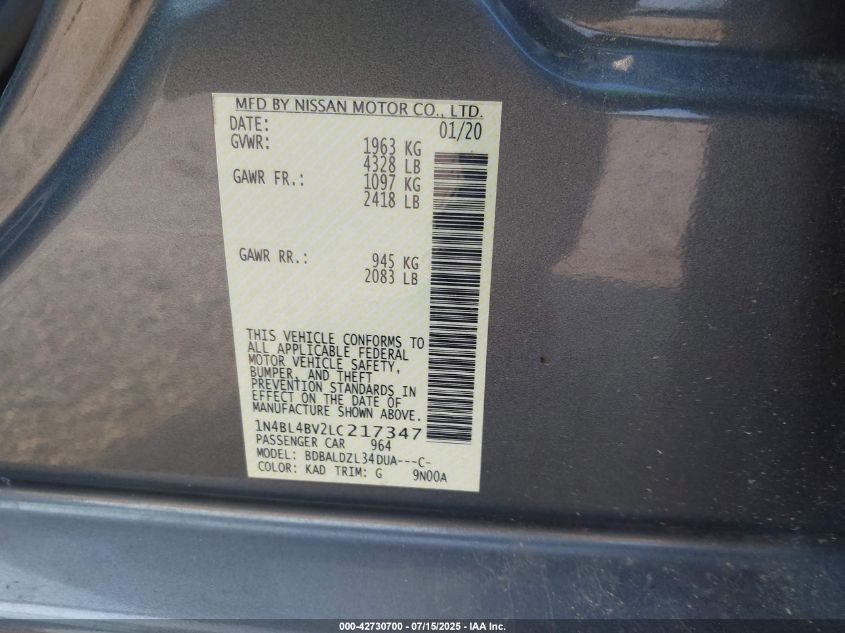 MFD BY NISSAN MOTOR CO., LTD.
DATE: 01/20
GVWR: 1963 KG
4328 LB
GAWR FR.: 1097 KG
2418 LB
GAWR RR.: 945 KG
2083 LB
THIS VEHICLE CONFORMS TO
ALL APPLICABLE FEDERAL
MOTOR VEHICLE SAFETY,
BUMPER, AND THEFT
PREVENTION STANDARDS IN
EFFECT ON THE DATE OF
MANUFACTURE SHOWN ABOVE.
1N4BL4BV2LC217347
PASSENGER CAR 964
MODEL: BDBALDZL34DUA---C-
COLOR: KAD TRIM: G 9N00A
000-42730700 - 07/15/2025 - IAA Inc.